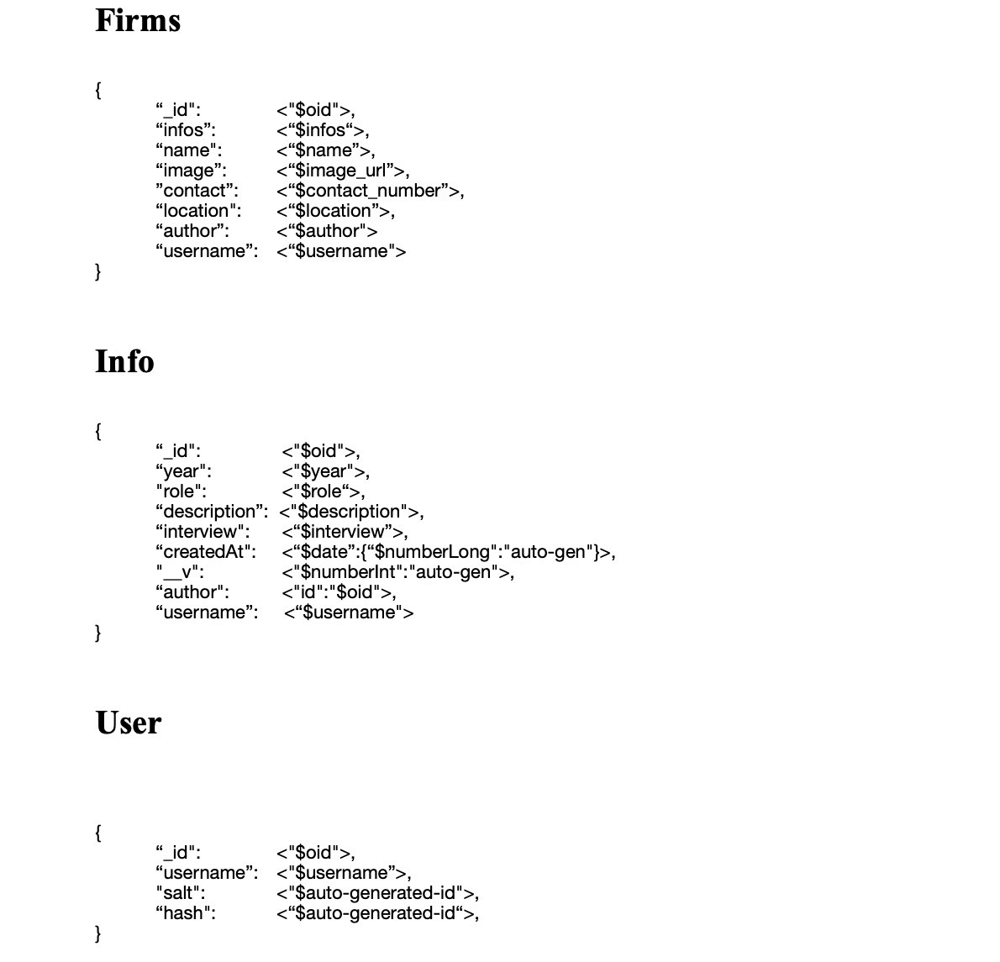 Firms
{
“_id": <"$oid">,
“infos”: <“$infos“>,
“name": <“$name”>,
“image”: <“$image_url”>,
”contact”: <“$contact_number”>,
“location": <“$location”>,
“author”: <“$author">
“username”: <“$username">
}
Info
{
“_id": <"$oid">,
“year": <"$year">,
"role": <"$role“>,
“description”: <"$description">,
“interview": <“$interview”>,
“createdAt": <“$date”:{“$numberLong":"auto-gen"}>,
"__v": <"$numberInt":"auto-gen">,
“author": <"id":"$oid">,
“username”: <“$username">
}
User
{
“_id": <"$oid">,
“username”: <"$username”>,
"salt": <"$auto-generated-id">,
“hash": <“$auto-generated-id“>,
}